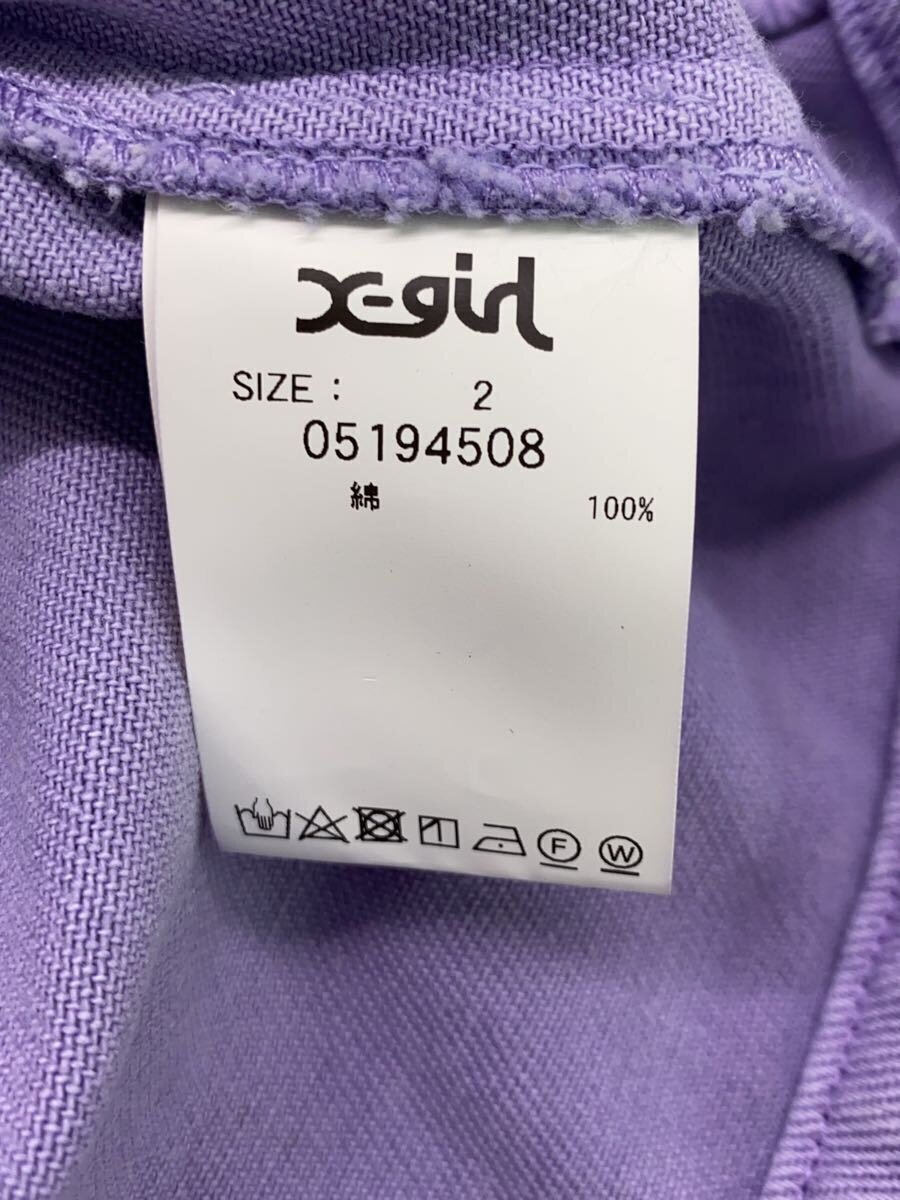 X-girl
SIZE : 2
05194508
綿 100%
F W